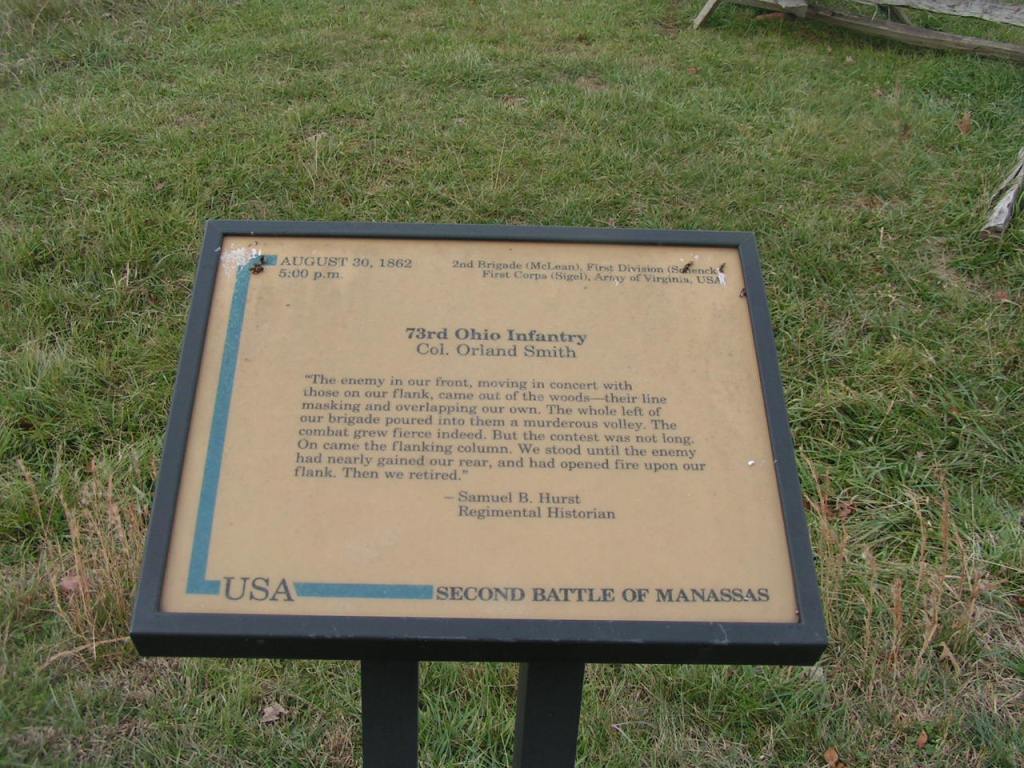 AUGUST 30, 1862
5:00 p.m.
2nd Brigade (McLean), First Division (Schenck)
First Corps (Sigel), Army of Virginia, USA
73rd Ohio Infantry
Col. Orland Smith
"The enemy in our front, moving in concert with
those on our flank, came out of the woods—their line
masking and overlapping our own. The whole left of
our brigade poured into them a murderous volley. The
combat grew fierce indeed. But the contest was not long.
On came the flanking column. We stood until the enemy
had nearly gained our rear, and had opened fire upon our
flank. Then we retired."
– Samuel B. Hurst
Regimental Historian
USA
SECOND BATTLE OF MANASSAS